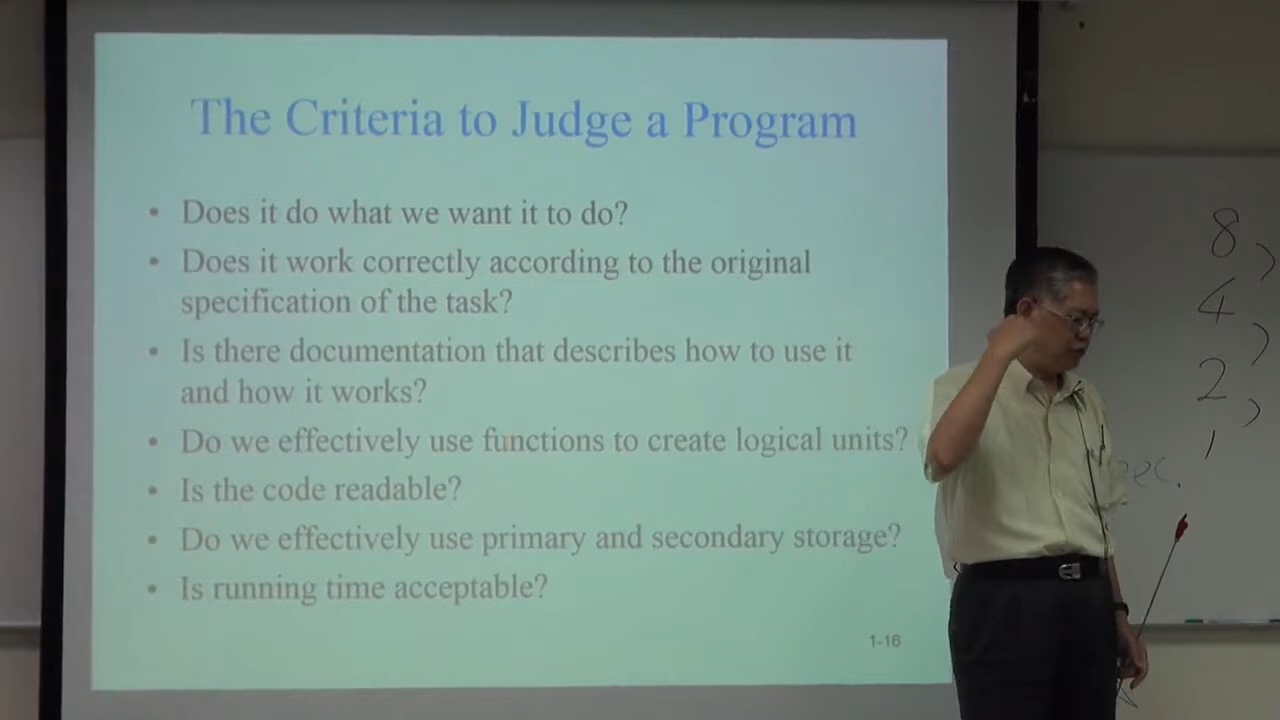 The Criteria to Judge a Program
• Does it do what we want it to do?
• Does it work correctly according to the original
specification of the task?
• Is there documentation that describes how to use it
and how it works?
• Do we effectively use functions to create logical units?
• Is the code readable?
• Do we effectively use primary and secondary storage?
• Is running time acceptable?
1-16
8
4
2
1